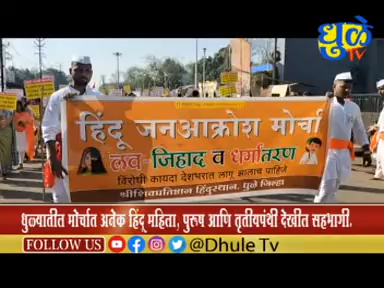 धुळे
TV
हिंदू जनआक्रोश मोर्चा
लव-जिहाद व धर्मांतरण
विरोधी कायदा देशभरात लागू झालाच पाहिजे
श्रीशिवप्रतिष्ठान हिंदुस्थान, धुळे जिल्हा
धुळ्यातील मोर्चात अनेक हिंदू महिला, पुरुष आणि तृतीयपंथी देखील सहभागी.
FOLLOW US @Dhule Tv